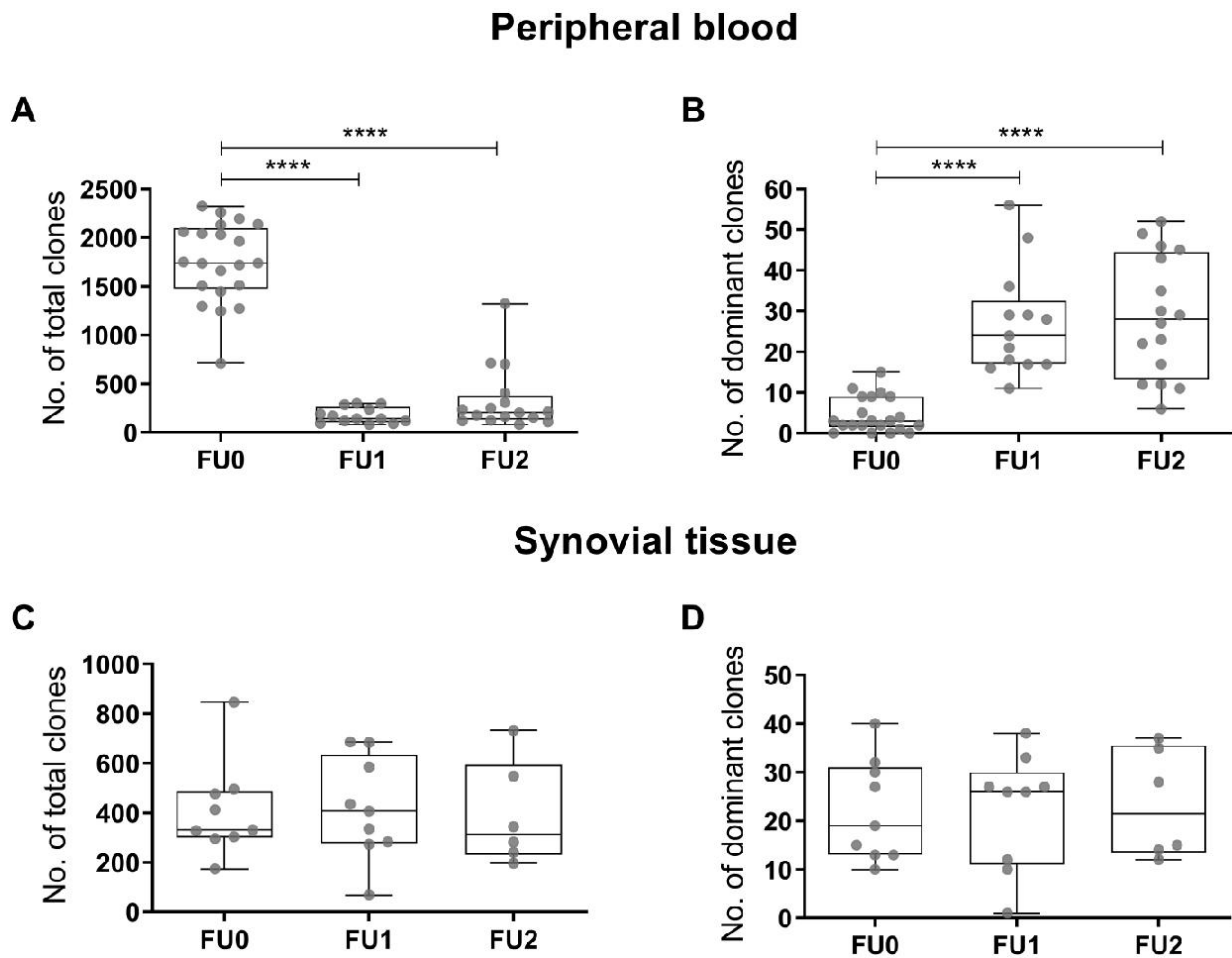 Peripheral blood
A
B
****
****
****
****
No. of total clones
2500
2000
1500
1000
500
0
FU0 FU1 FU2
No. of dominant clones
60
50
40
30
20
10
0
FU0 FU1 FU2
Synovial tissue
C
D
No. of total clones
1000
800
600
400
200
0
FU0 FU1 FU2
No. of dominant clones
50
40
30
20
10
0
FU0 FU1 FU2